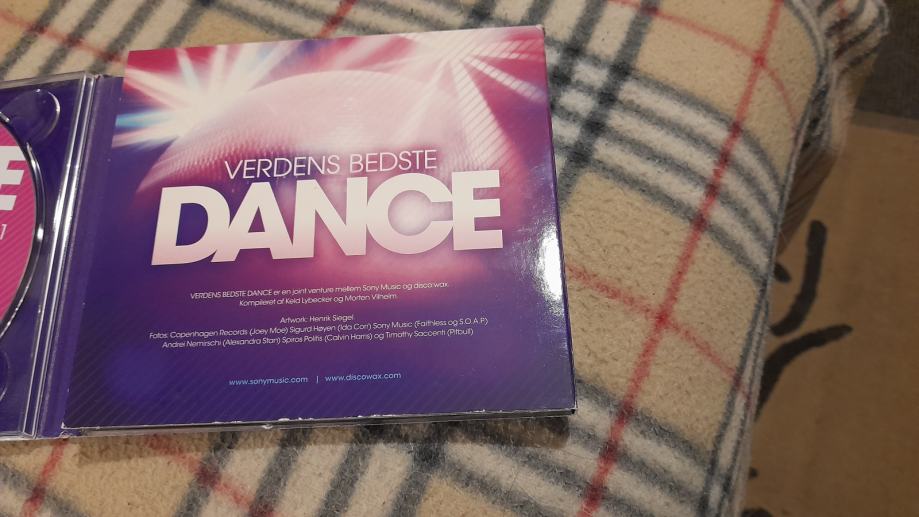 VERDENS BEDSTE
DANCE
VERDENS BEDSTE DANCE er en joint venture mellem Sony Music og disco:wax.
Kompileret af Keld Lybecker og Morten Vilhelm.
Artwork: Henrik Siegel.
Fotos: Copenhagen Records (Joey Moe) Sigurd Høyen (Ida Corr) Sony Music (Faithless og S.O.A.P.)
Andrei Nemirschi (Alexandra Stan) Spiros Politis (Calvin Harris) og Timothy Saccenti (Pitbull)
www.sonymusic.com | www.discowax.com
E
1